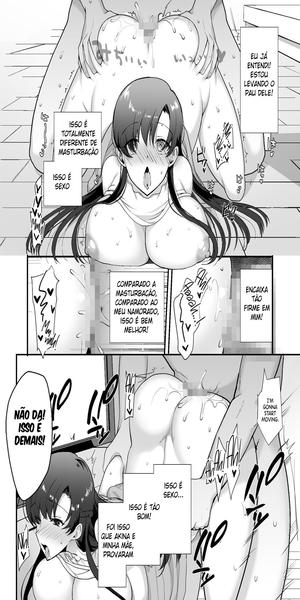 EU JÁ
ENTENDI!
ESTOU
LEVANDO O
PAU DELE!
ISSO É
TOTALMENTE
DIFERENTE DE
MASTURBAÇÃO
ISSO É
SEXO
ENCAIXA
TÃO
FIRME EM
MIM!
COMPARADO A
MASTURBAÇÃO,
COMPARADO AO
MEU NAMORADO,
ISSO É BEM
MELHOR!
I'M
GONNA
START
MOVING.
NÃO DÁ!
ISSO É
DEMAIS!
ISSO É
SEXO...
ISSO É TÃO
BOM!
FOI ISSO
QUE AKINA E
MINHA MÃE,
PROVARAM